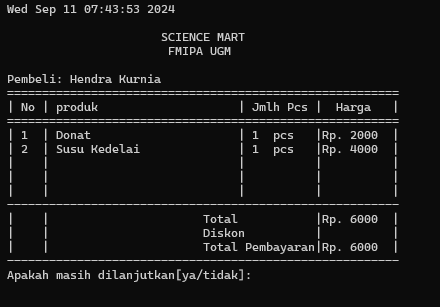 Wed Sep 11 07:43:53 2024
SCIENCE MART
FMIPA UGM
Pembeli: Hendra Kurnia
========================================================
| No | produk | Jmlh Pcs | Harga |
========================================================
| 1 | Donat | 1 pcs |Rp. 2000 |
| 2 | Susu Kedelai | 1 pcs |Rp. 4000 |
| | | | |
| | | | |
| | | | |
--------------------------------------------------------
| | Total |Rp. 6000 |
| | Diskon | |
| | Total Pembayaran|Rp. 6000 |
--------------------------------------------------------
Apakah masih dilanjutkan[ya/tidak]: